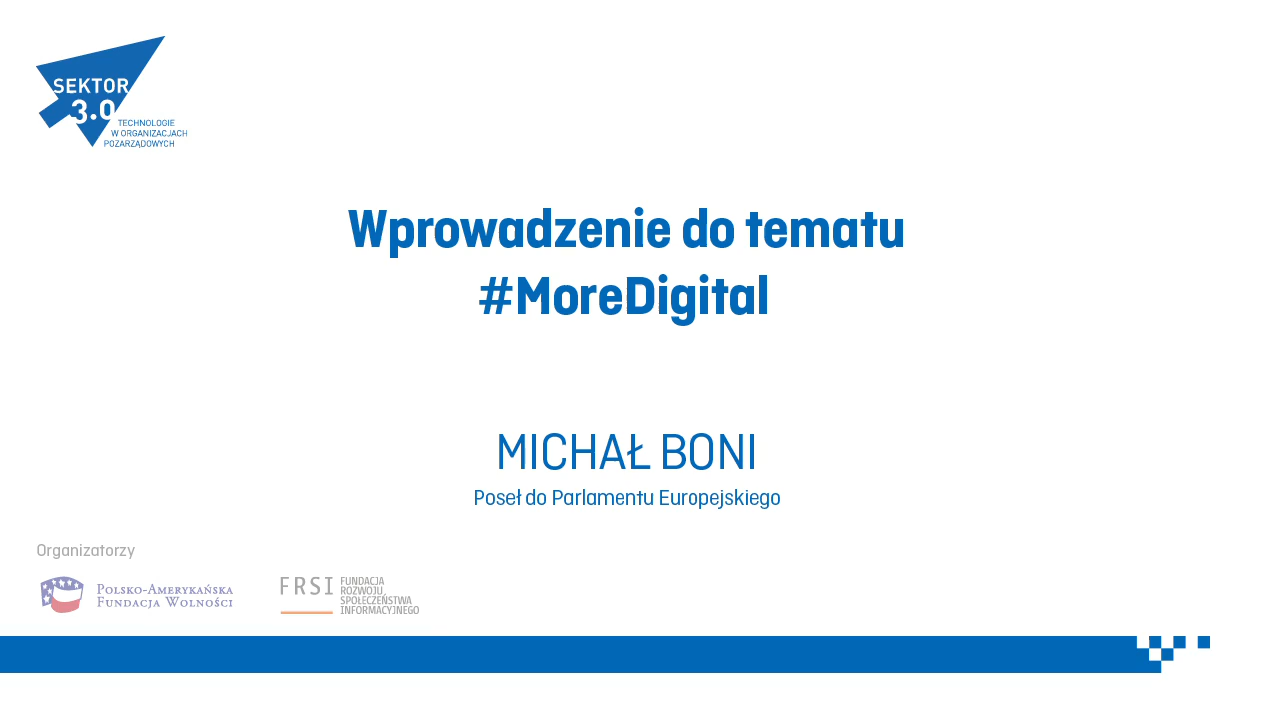 SEKTOR
3.0
TECHNOLOGIE
W ORGANIZACJACH
POZARZĄDOWYCH
Wprowadzenie do tematu
#MoreDigital
MICHAŁ BONI
Poseł do Parlamentu Europejskiego
Organizatorzy
POLSKO-AMERYKAŃSKA
FUNDACJA WOLNOŚCI
FRSI
FUNDACJA
ROZWOJU
SPOŁECZEŃSTWA
INFORMACYJNEGO